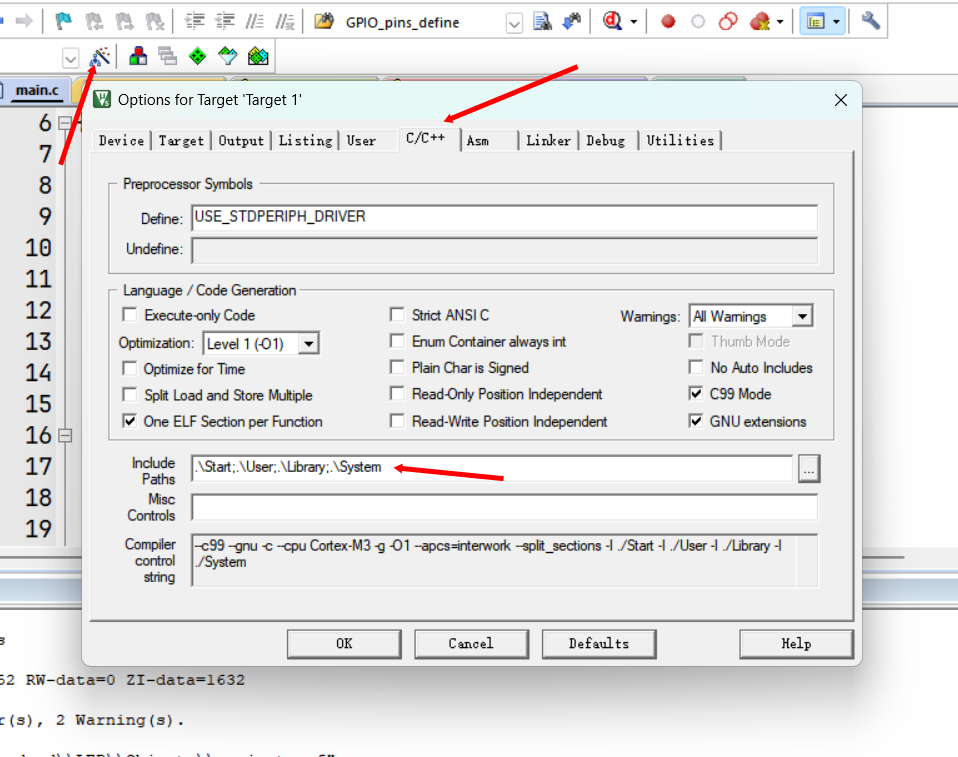 GPIO_pins_define
main.c
Options for Target 'Target 1'
Device Target Output Listing User C/C++ Asm Linker Debug Utilities
Preprocessor Symbols
Define: USE_STDPERIPH_DRIVER
Undefine:
Language / Code Generation
Execute-only Code Strict ANSI C Warnings: All Warnings
Optimization: Level 1 (-O1) Enum Container always int Thumb Mode
Optimize for Time Plain Char is Signed No Auto Includes
Split Load and Store Multiple Read-Only Position Independent C99 Mode
One ELF Section per Function Read-Write Position Independent GNU extensions
Include Paths .\Start;.\User;.\Library;.\System ...
Misc Controls
Compiler control string --c99 --gnu -c --cpu Cortex-M3 -g -O1 --apcs=interwork --split_sections -I ./Start -I ./User -I ./Library -I
./System
OK Cancel Defaults Help
6
7
8
9
10
11
12
13
14
15
16
17
18
19
RW-data=0 ZI-data=1632
2 Warning(s).